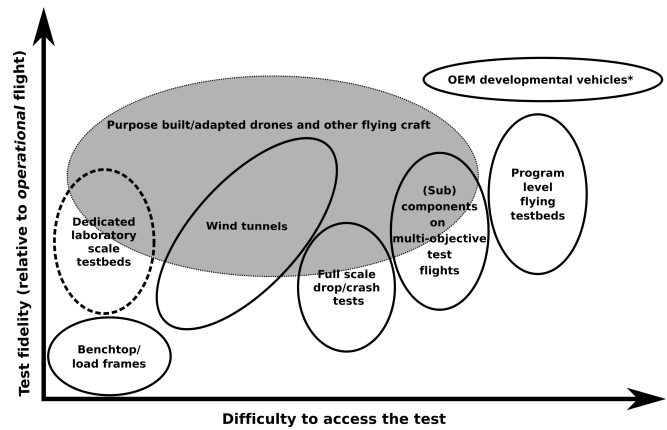 Test fidelity (relative to operational flight)
OEM developmental vehicles*
Purpose built/adapted drones and other flying craft
Program
level
flying
testbeds
(Sub)
components
on
multi-objective
test
flights
Dedicated
laboratory
scale
testbeds
Wind tunnels
Full scale
drop/crash
tests
Benchtop/
load frames
Difficulty to access the test